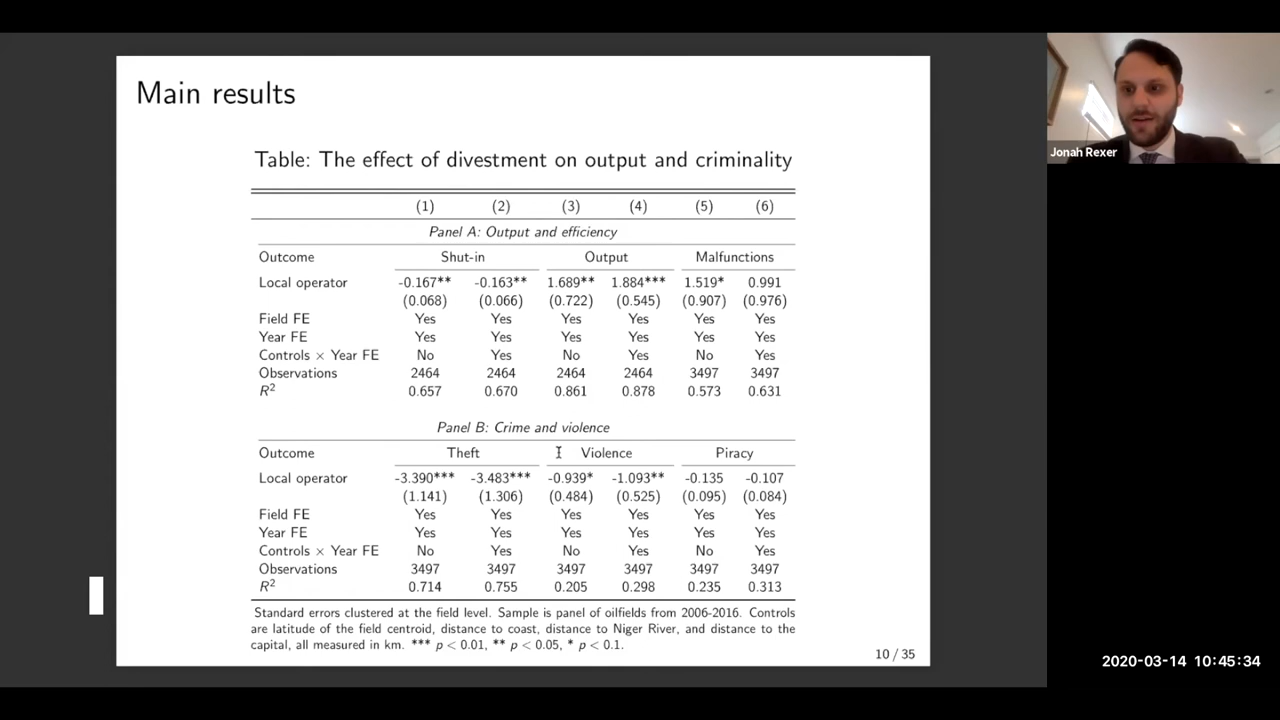 Main results
Table: The effect of divestment on output and criminality
(1) (2) (3) (4) (5) (6)
Panel A: Output and efficiency
Outcome Shut-in Output Malfunctions
Local operator -0.167** -0.163** 1.689** 1.884*** 1.519* 0.991
(0.068) (0.066) (0.722) (0.545) (0.907) (0.976)
Field FE Yes Yes Yes Yes Yes Yes
Year FE Yes Yes Yes Yes Yes Yes
Controls × Year FE No Yes No Yes No Yes
Observations 2464 2464 2464 2464 3497 3497
R² 0.657 0.670 0.861 0.878 0.573 0.631
Panel B: Crime and violence
Outcome Theft Violence Piracy
Local operator -3.390*** -3.483*** -0.939* -1.093** -0.135 -0.107
(1.141) (1.306) (0.484) (0.525) (0.095) (0.084)
Field FE Yes Yes Yes Yes Yes Yes
Year FE Yes Yes Yes Yes Yes Yes
Controls × Year FE No Yes No Yes No Yes
Observations 3497 3497 3497 3497 3497 3497
R² 0.714 0.755 0.205 0.298 0.235 0.313
Standard errors clustered at the field level. Sample is panel of oilfields from 2006-2016. Controls
are latitude of the field centroid, distance to coast, distance to Niger River, and distance to the
capital, all measured in km. *** p < 0.01, ** p < 0.05, * p < 0.1.
10 / 35
Jonah Rexer
2020-03-14 10:45:34